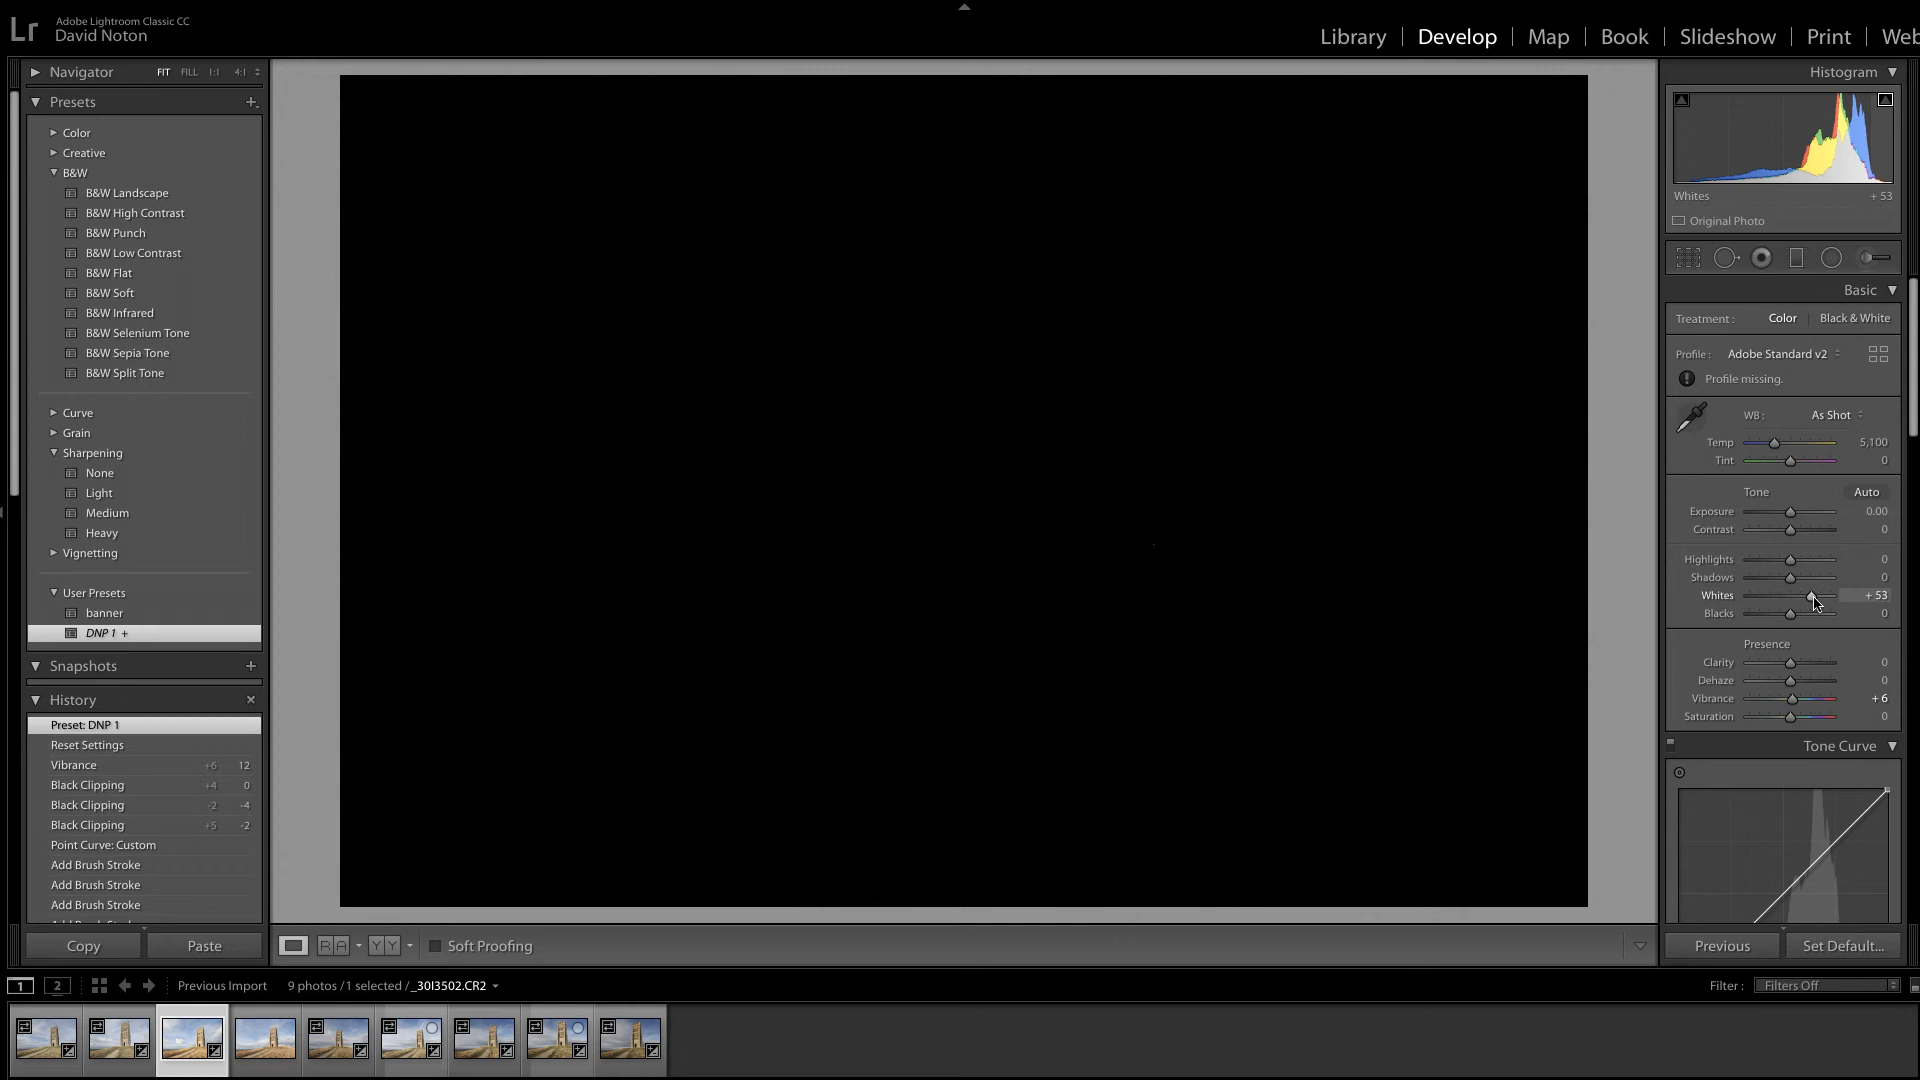 Lr
Adobe Lightroom Classic CC
David Noton
Library | Develop | Map | Book | Slideshow | Print | Web
Navigator FIT FILL 1:1 4:1
Presets
Color
Creative
B&W
B&W Landscape
B&W High Contrast
B&W Punch
B&W Low Contrast
B&W Flat
B&W Soft
B&W Infrared
B&W Selenium Tone
B&W Sepia Tone
B&W Split Tone
Curve
Grain
Sharpening
None
Light
Medium
Heavy
Vignetting
User Presets
banner
DNP 1 +
Snapshots
History
Preset: DNP 1
Reset Settings
Vibrance +6 12
Black Clipping +4 0
Black Clipping -2 -4
Black Clipping +5 -2
Point Curve: Custom
Add Brush Stroke
Add Brush Stroke
Add Brush Stroke
Add Brush Stroke
Copy Paste
Histogram
Whites + 53
Original Photo
Basic
Treatment : Color | Black & White
Profile : Adobe Standard v2
Profile missing.
WB : As Shot
Temp 5,100
Tint 0
Tone Auto
Exposure 0.00
Contrast 0
Highlights 0
Shadows 0
Whites + 53
Blacks 0
Presence
Clarity 0
Dehaze 0
Vibrance + 6
Saturation 0
Tone Curve
Previous Set Default...
R A Y Y Soft Proofing
1 2 Previous Import 9 photos / 1 selected / _30I3502.CR2 Filter : Filters Off